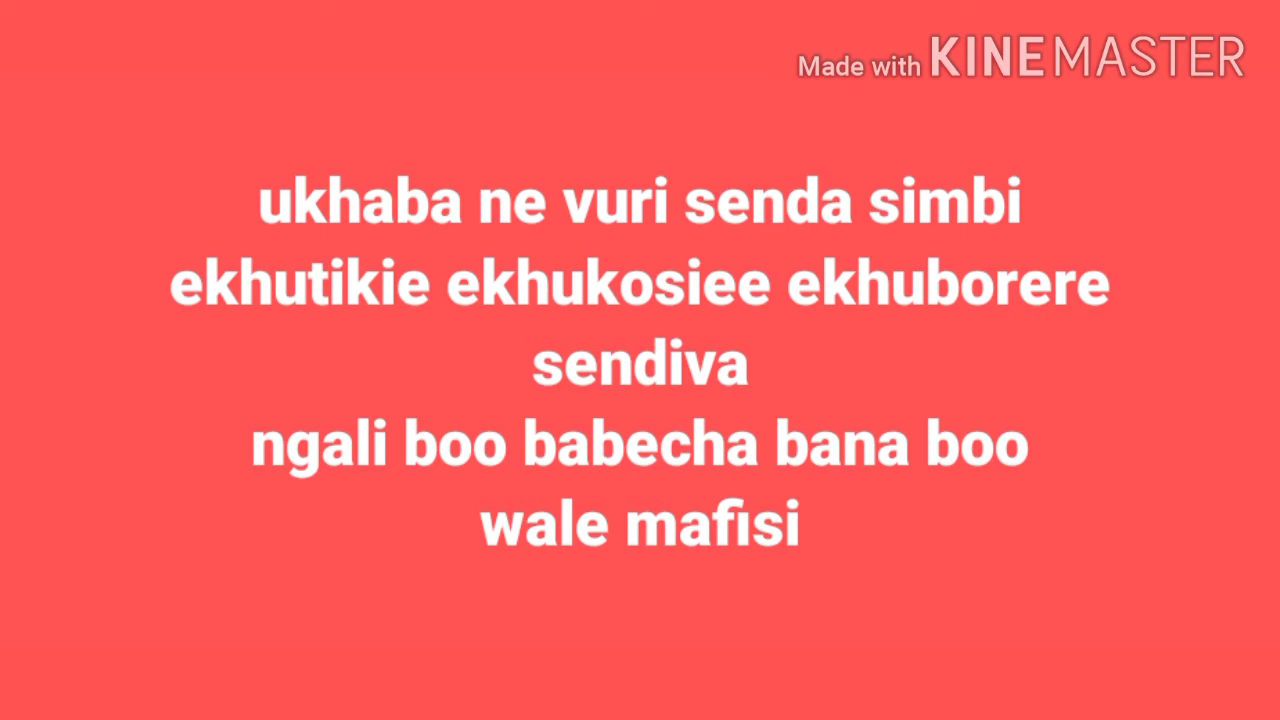 Made with KINEMASTER
ukhaba ne vuri senda simbi
ekhutikie ekhukosiee ekhuborere
sendiva
ngali boo babecha bana boo
wale mafisi